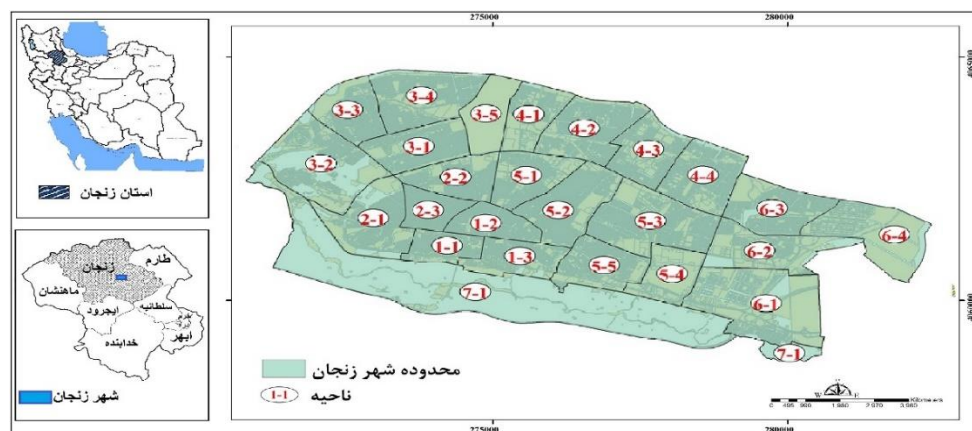 استان زنجان
طارم
زنجان
ماهنشان
سلطانیه
ایجرود
ابهر
خدابنده
شهر زنجان
275000
280000
4065000
3-4
3-3
3-5
4-1
4-2
3-1
4-3
3-2
2-2
5-1
4-4
2-3
5-2
6-3
2-1
1-2
5-3
6-4
1-1
1-3
6-2
5-5
5-4
7-1
6-1
4060000
7-1
محدوده شهر زنجان
1-1
ناحیه
W
E
275000
280000